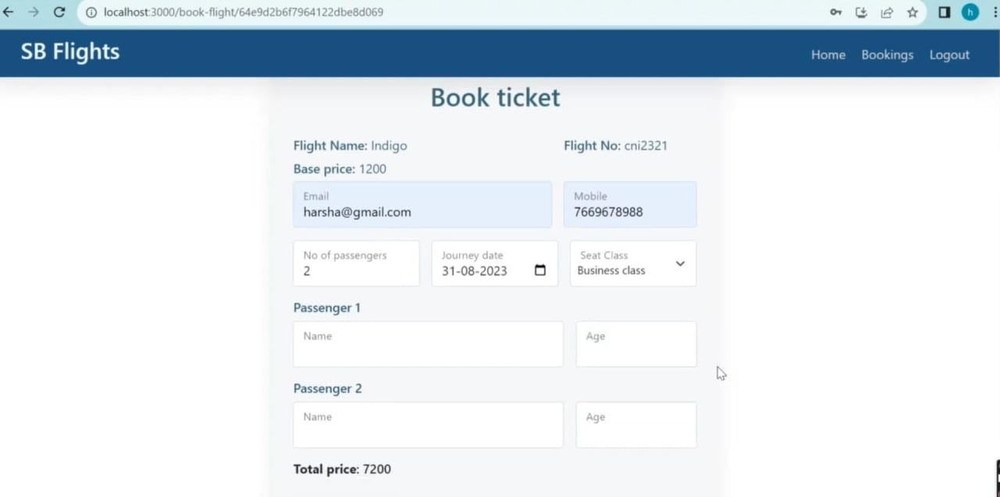 localhost:3000/book-flight/64e9d2b6f7964122dbe8d069
h
SB Flights
Home Bookings Logout
Book ticket
Flight Name: Indigo Flight No: cni2321
Base price: 1200
Email Mobile
harsha@gmail.com 7669678988
No of passengers Journey date Seat Class
2 31-08-2023 Business class
Passenger 1
Name Age
Passenger 2
Name Age
Total price: 7200